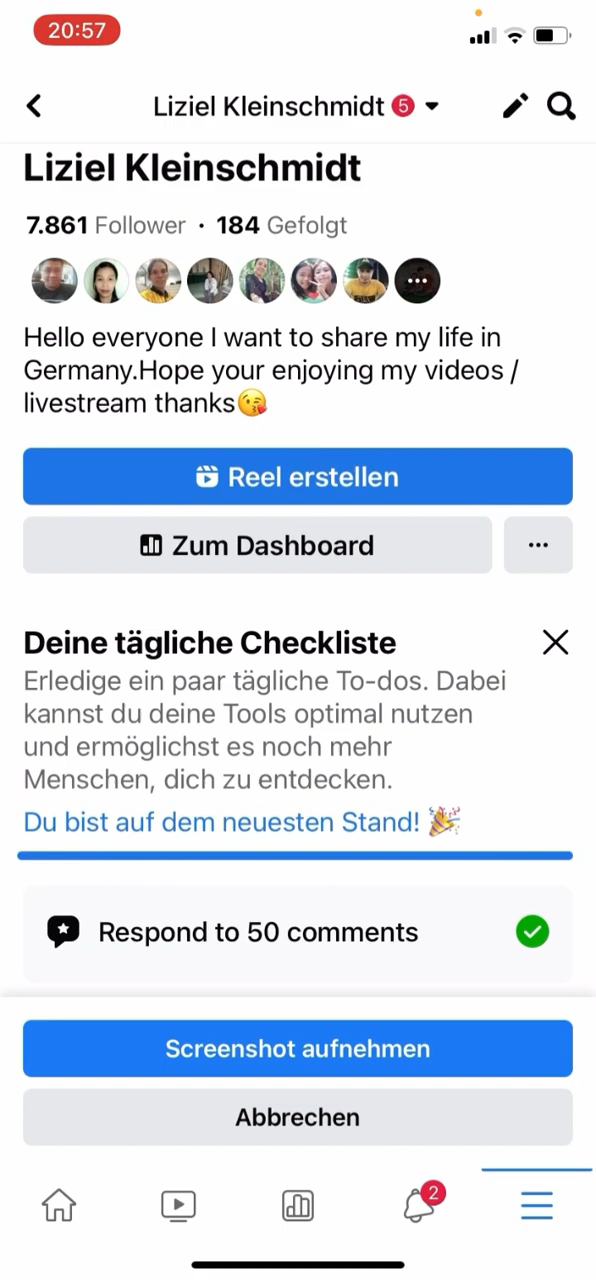 20:57
Liziel Kleinschmidt 5
Liziel Kleinschmidt
7.861 Follower · 184 Gefolgt
Hello everyone I want to share my life in
Germany.Hope your enjoying my videos /
livestream thanks😘
Reel erstellen
Zum Dashboard
Deine tägliche Checkliste
Erledige ein paar tägliche To-dos. Dabei
kannst du deine Tools optimal nutzen
und ermöglichst es noch mehr
Menschen, dich zu entdecken.
Du bist auf dem neuesten Stand! 🎉
Respond to 50 comments
Screenshot aufnehmen
Abbrechen
2